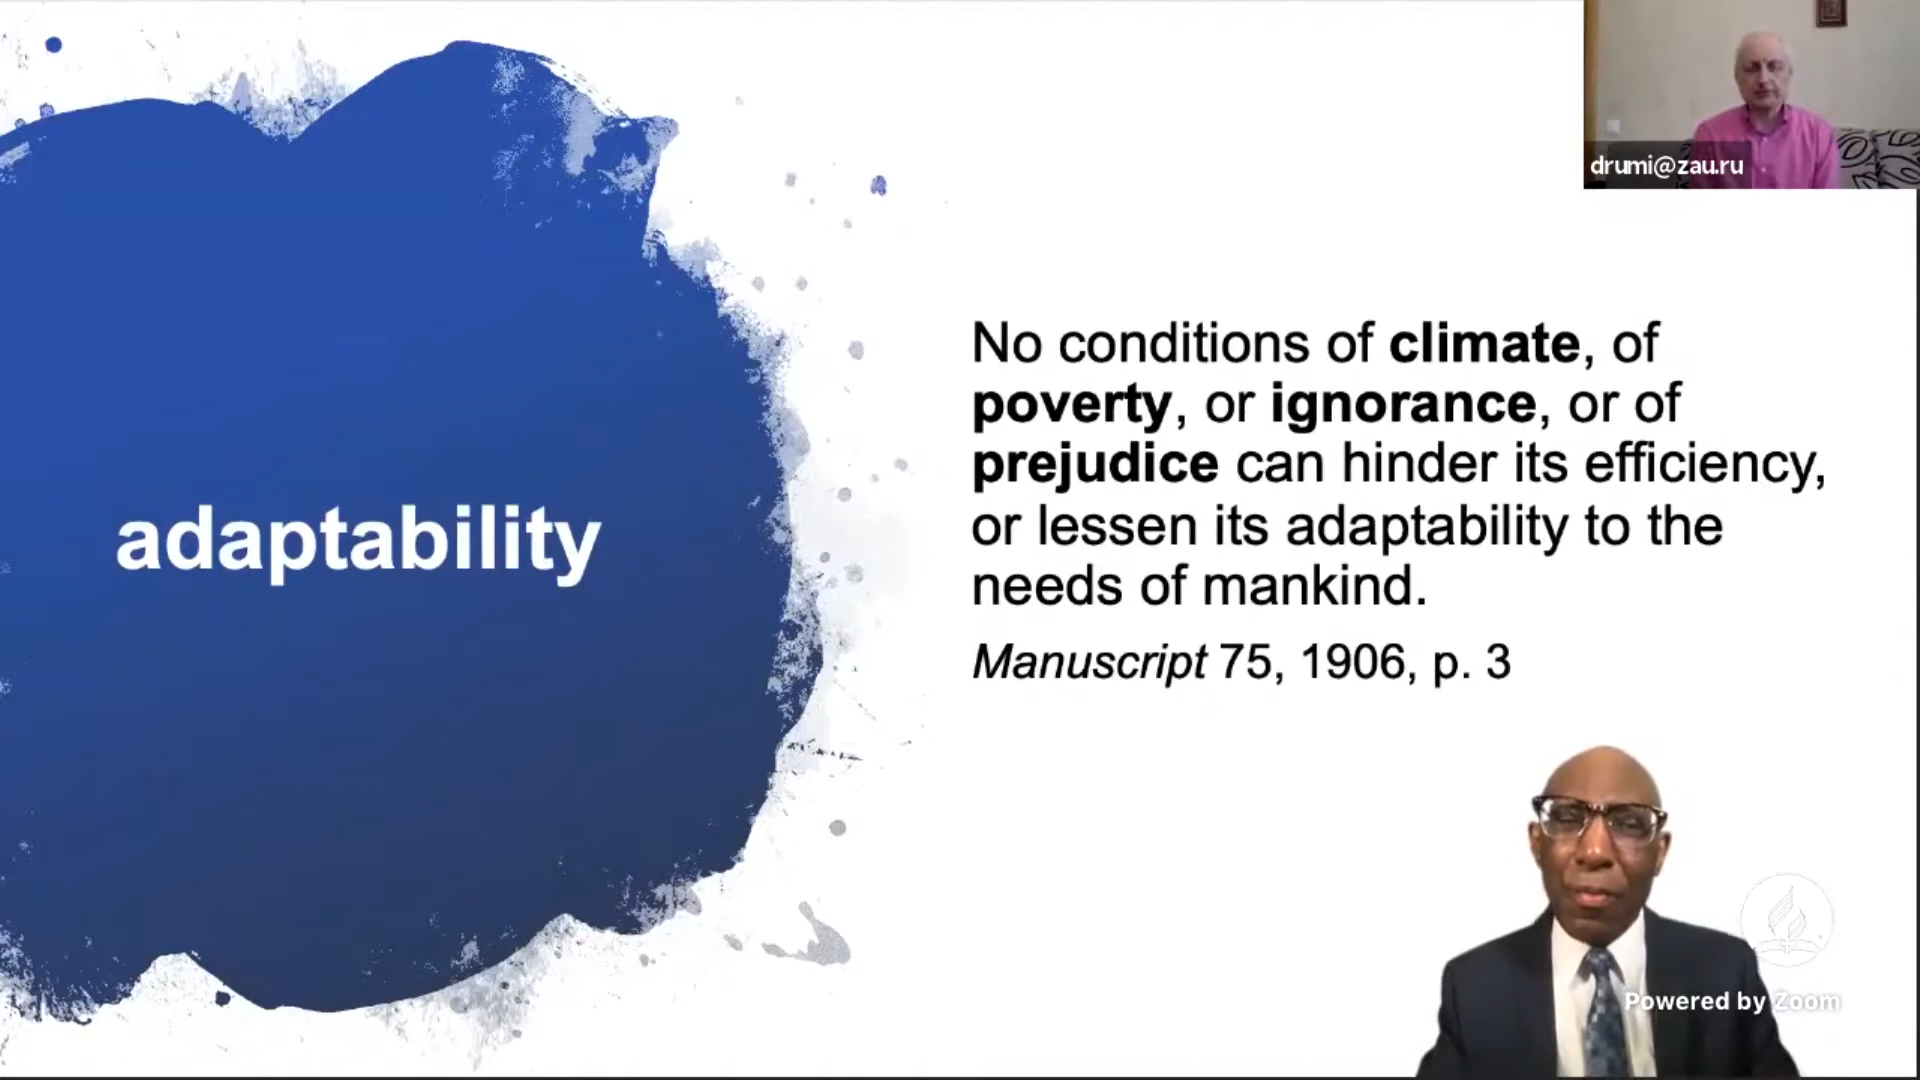 drumi@zau.ru
adaptability
No conditions of climate, of
poverty, or ignorance, or of
prejudice can hinder its efficiency,
or lessen its adaptability to the
needs of mankind.
Manuscript 75, 1906, p. 3
Powered by Zoom